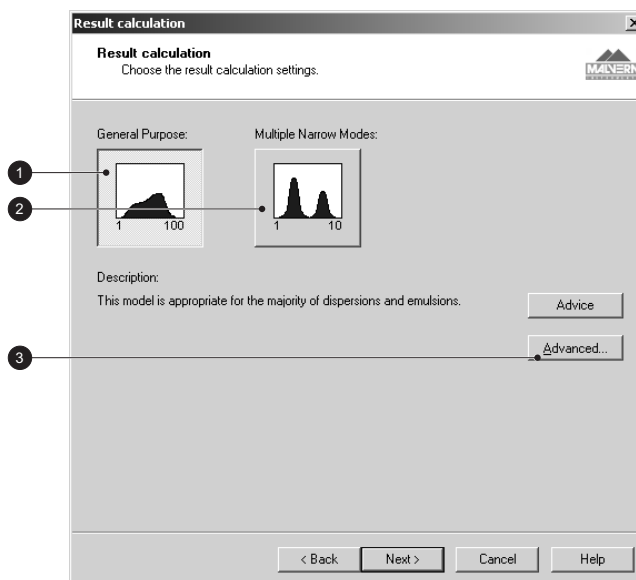 Result calculation
Result calculation
Choose the result calculation settings.
MALVERN
General Purpose:
Multiple Narrow Modes:
1
1 100
2
1 10
Description:
This model is appropriate for the majority of dispersions and emulsions.
Advice
3
Advanced...
< Back Next > Cancel Help